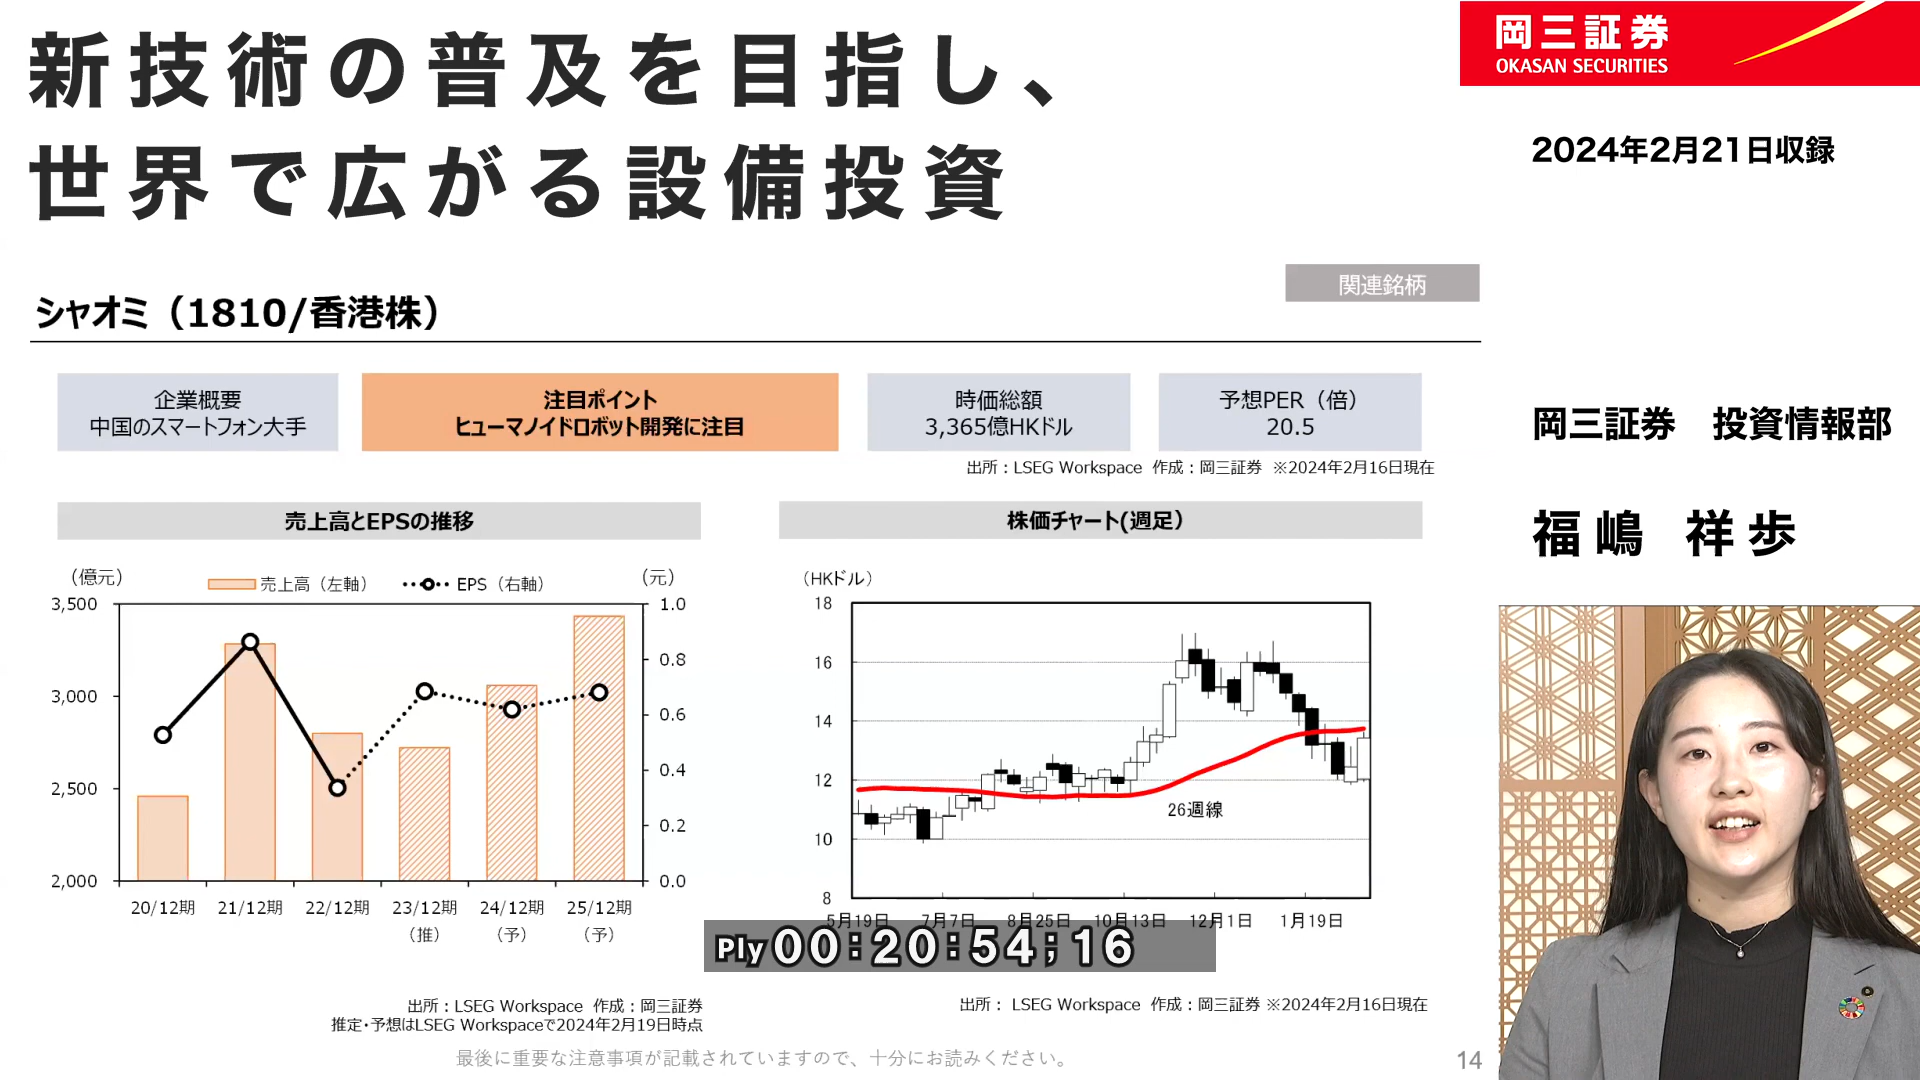 新技術の普及を目指し、
世界で広がる設備投資
岡三証券
OKASAN SECURITIES
2024年2月21日収録
関連銘柄
シャオミ（1810/香港株）
企業概要
中国のスマートフォン大手
注目ポイント
ヒューマノイドロボット開発に注目
時価総額
3,365億HKドル
予想PER（倍）
20.5
出所：LSEG Workspace 作成：岡三証券 ※2024年2月16日現在
岡三証券　投資情報部
福嶋 祥歩
売上高とEPSの推移
（億元）
売上高（左軸）
EPS（右軸）
（元）
3,500
3,000
2,500
2,000
1.0
0.8
0.6
0.4
0.2
0.0
20/12期 21/12期 22/12期 23/12期 24/12期 25/12期
（推） （予） （予）
出所：LSEG Workspace 作成：岡三証券
推定・予想はLSEG Workspaceで2024年2月19日時点
株価チャート(週足）
（HKドル）
18
16
14
12
10
8
26週線
5月19日 7月7日 8月25日 10月13日 12月1日 1月19日
Ply 00:20:54;16
出所： LSEG Workspace 作成：岡三証券 ※2024年2月16日現在
最後に重要な注意事項が記載されていますので、十分にお読みください。
14